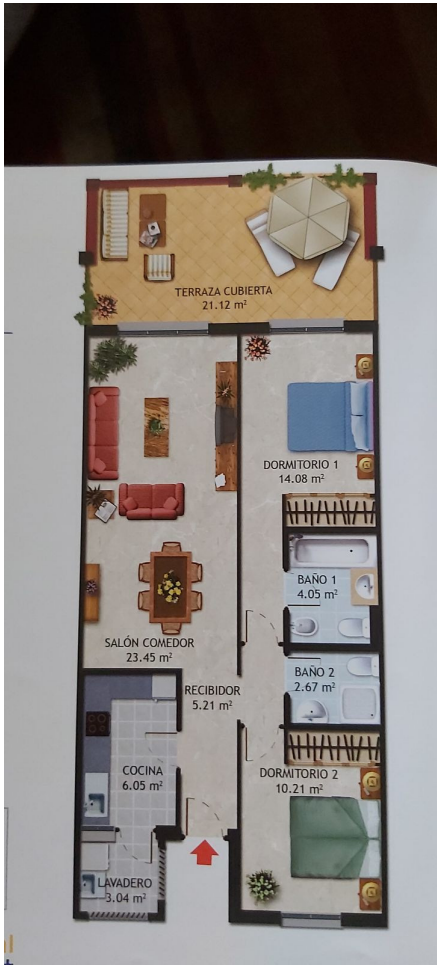 TERRAZA CUBIERTA
21.12 m²
DORMITORIO 1
14.08 m²
BAÑO 1
4.05 m²
SALÓN COMEDOR
23.45 m²
BAÑO 2
2.67 m²
RECIBIDOR
5.21 m²
COCINA
6.05 m²
DORMITORIO 2
10.21 m²
LAVADERO
3.04 m²